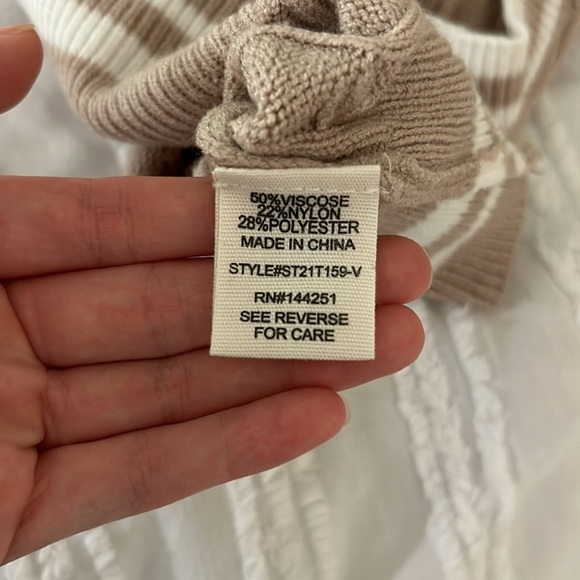 50%VISCOSE
22%NYLON
28%POLYESTER
MADE IN CHINA
STYLE#ST21T159-V
RN#144251
SEE REVERSE
FOR CARE